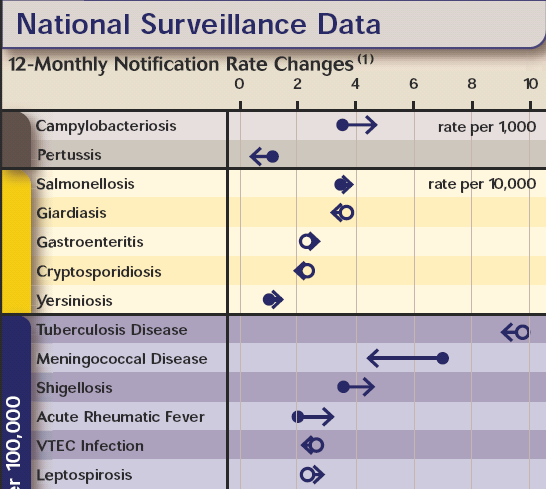 National Surveillance Data
12-Monthly Notification Rate Changes (1)
0 2 4 6 8 10
Campylobacteriosis rate per 1,000
Pertussis
Salmonellosis rate per 10,000
Giardiasis
Gastroenteritis
Cryptosporidiosis
Yersiniosis
Tuberculosis Disease
Meningococcal Disease
Shigellosis
Acute Rheumatic Fever
VTEC Infection
Leptospirosis
er 100,000